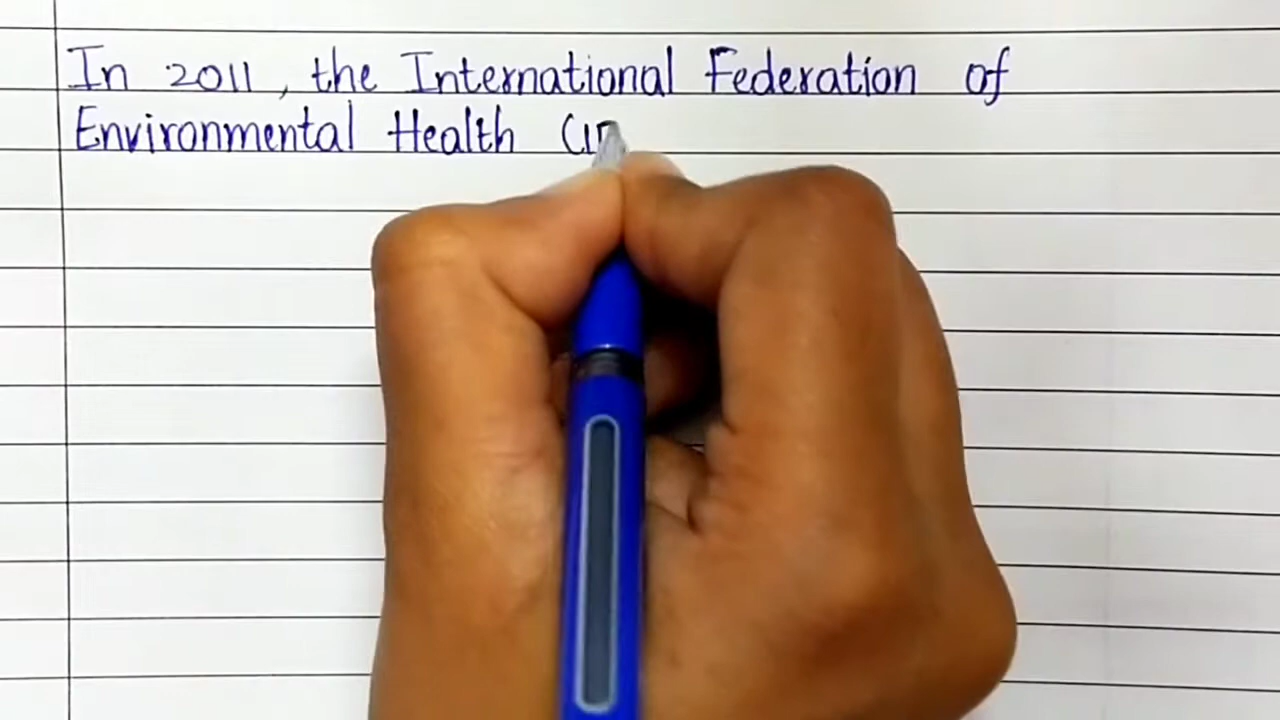 In 2011, the International Federation of
Environmental Health (I